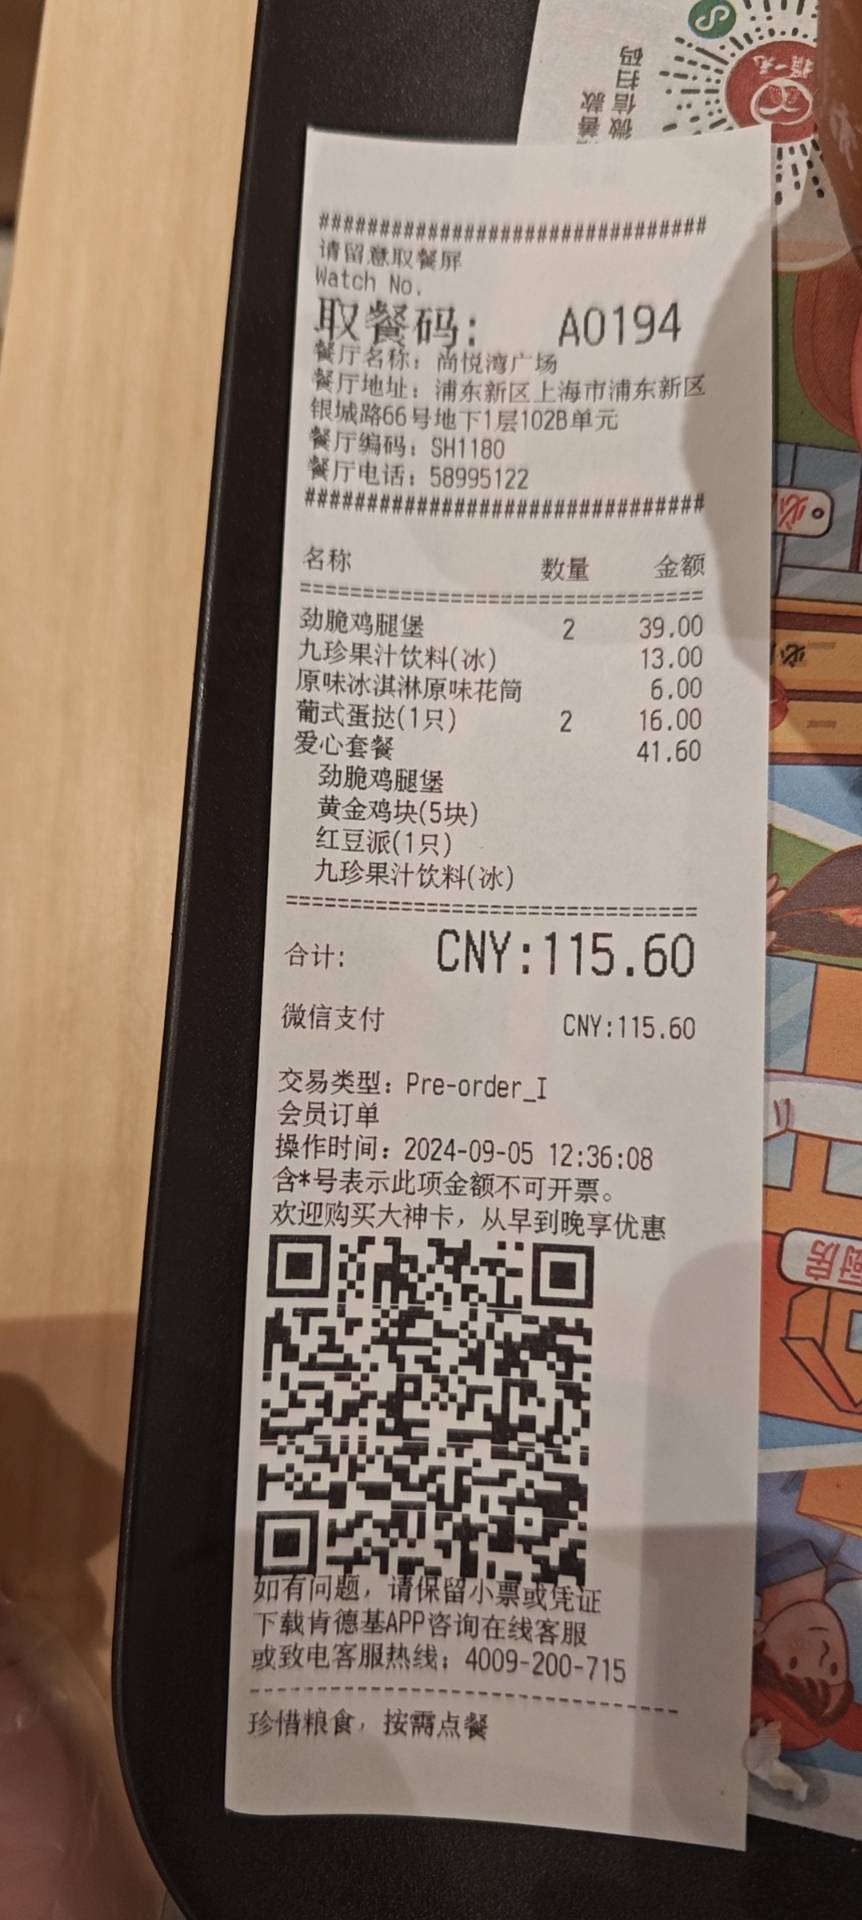 微信扫码
################################
请留意取餐屏
Watch No.
取餐码: A0194
餐厅名称: 尚悦湾广场
餐厅地址: 浦东新区上海市浦东新区
银城路66号地下1层102B单元
餐厅编码: SH1180
餐厅电话: 58995122
################################
名称 数量 金额
================================
劲脆鸡腿堡 2 39.00
九珍果汁饮料(冰) 13.00
原味冰淇淋原味花筒 6.00
葡式蛋挞(1只) 2 16.00
爱心套餐 41.60
劲脆鸡腿堡
黄金鸡块(5块)
红豆派(1只)
九珍果汁饮料(冰)
================================
合计: CNY:115.60
微信支付 CNY:115.60
交易类型: Pre-order_I
会员订单
操作时间: 2024-09-05 12:36:08
含*号表示此项金额不可开票。
欢迎购买大神卡, 从早到晚享优惠
如有问题, 请保留小票或凭证
下载肯德基APP咨询在线客服
或致电客服热线: 4009-200-715
--------------------------------
珍惜粮食, 按需点餐
厨房